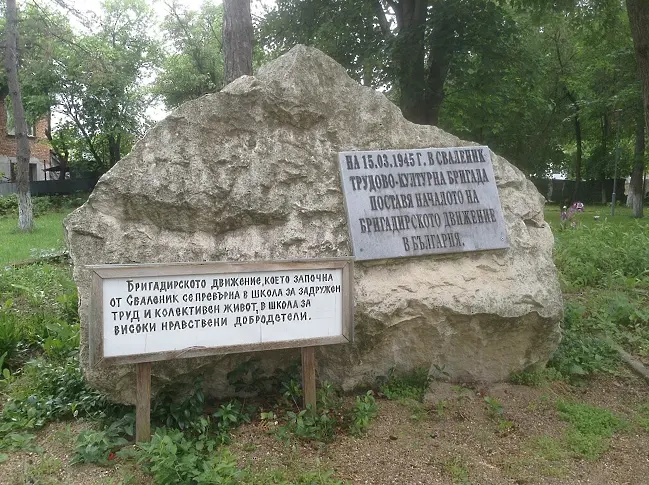 НА 15.03.1945 Г. В СВАЛЕНИК
ТРУДОВО-КУЛТУРНА БРИГАДА
ПОСТАВЯ НАЧАЛОТО НА
БРИГАДИРСКОТО ДВИЖЕНИЕ
В БЪЛГАРИЯ.
БРИГАДИРСКОТО ДВИЖЕНИЕ, КОЕТО ЗАПОЧНА
ОТ СВАЛЕНИК СЕ ПРЕВЪРНА В ШКОЛА ЗА ЗАДРУЖЕН
ТРУД И КОЛЕКТИВЕН ЖИВОТ, В ШКОЛА ЗА
ВИСОКИ НРАВСТВЕНИ ДОБРОДЕТЕЛИ.